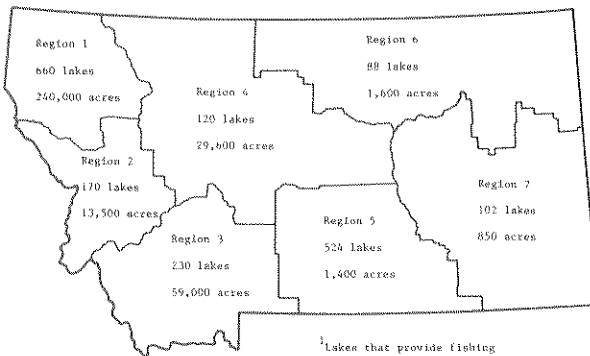 Region 1
660 lakes
240,000 acres
Region 6
88 lakes
1,600 acres
Region 4
120 lakes
29,600 acres
Region 2
170 lakes
13,500 acres
Region 7
102 lakes
850 acres
Region 5
524 lakes
1,400 acres
Region 3
230 lakes
59,000 acres
1Lakes that provide fishing